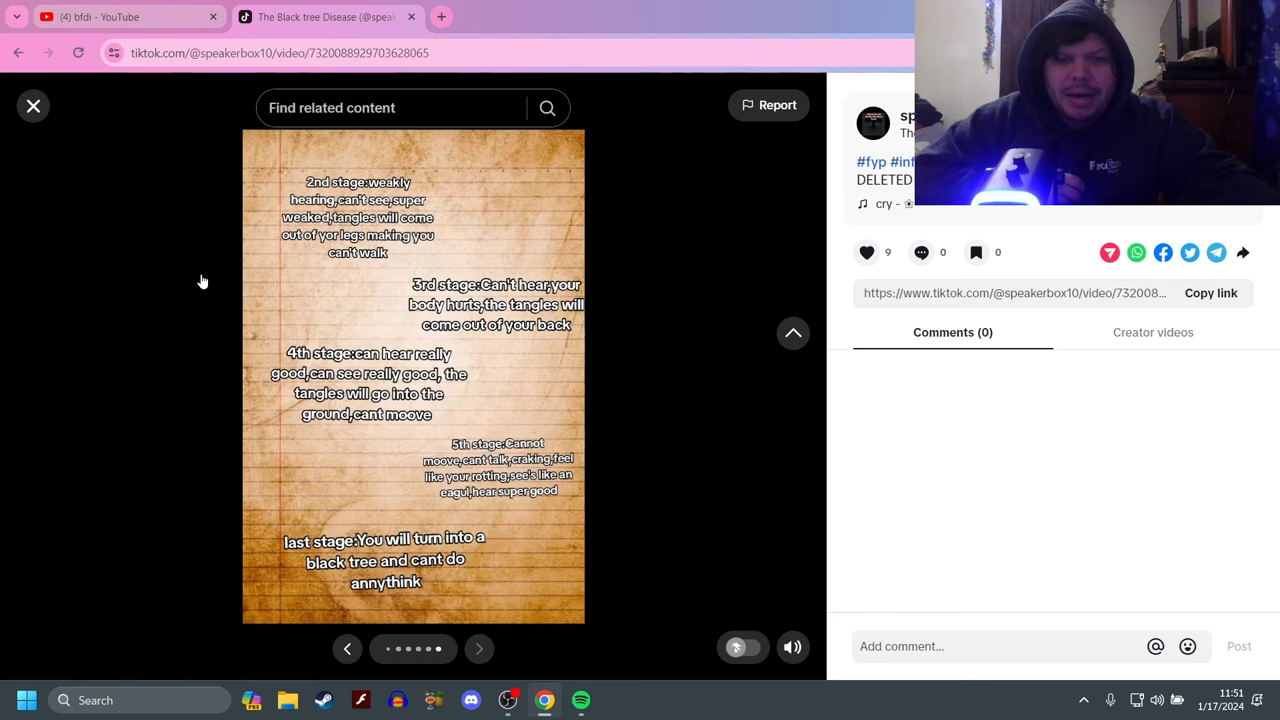 (4) bfdi - YouTube
The Black tree Disease (@speak
tiktok.com/@speakerbox10/video/7320088929703628065
Find related content
Report
2nd stage:weakly
hearing,can't see,super
weaked,tangles will come
out of yor legs making you
can't walk
3rd stage:Can't hear,your
body hurts,the tangles will
come out of your back
4th stage:can hear really
good,can see really good, the
tangles will go into the
ground,cant moove
5th stage:Cannot
moove,cant talk,craking,feel
like your rotting,see's like an
eagul,hear super good
last stage:You will turn into a
black tree and cant do
annythink
sp
Th
#fyp #inf
DELETED
cry -
9
0
0
https://www.tiktok.com/@speakerbox10/video/732008...
Copy link
Comments (0)
Creator videos
Add comment...
Post
Search
PRE
11:51
1/17/2024